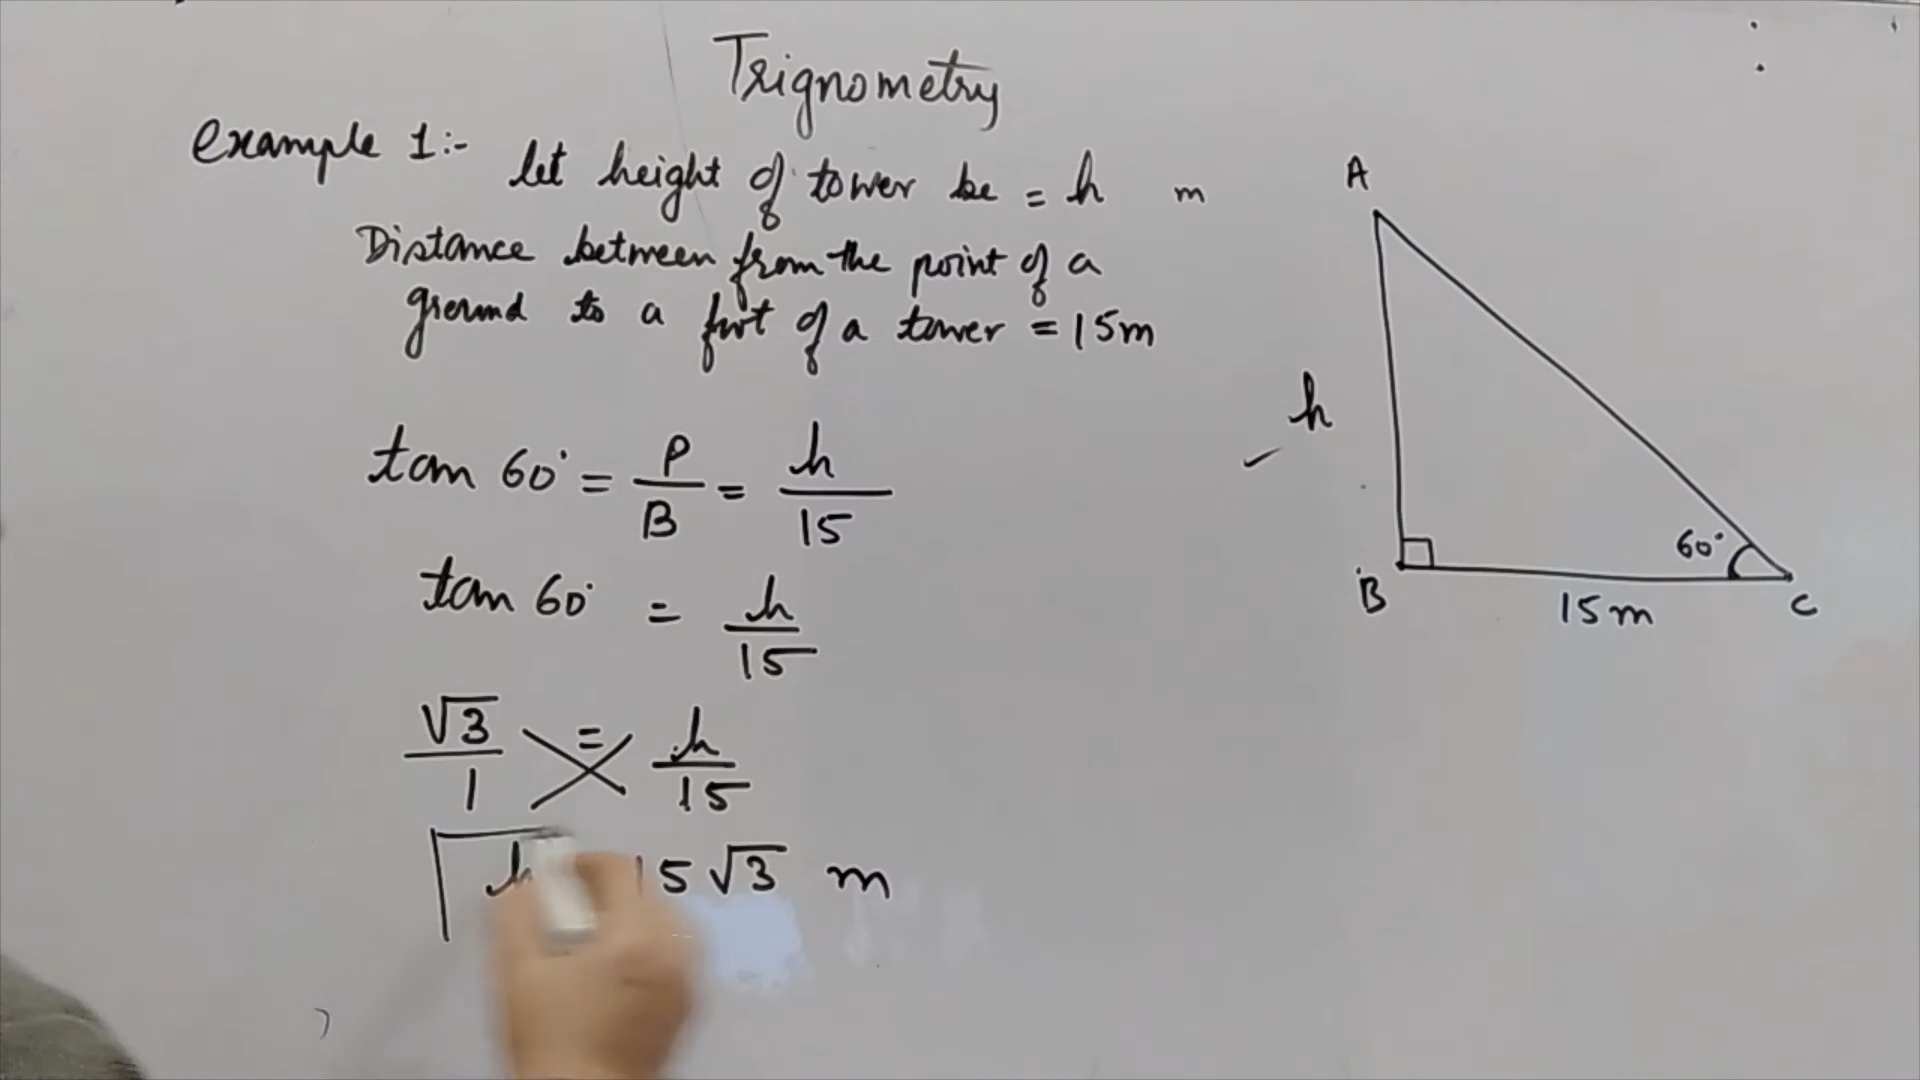 Trignometry
example 1:- let height of tower be = h m
Distance between from the point of a
ground to a foot of a tower = 15m
tan 60° = P/B = h/15
tan 60° = h/15
√3/1 = h/15
h 15√3 m
A
h
60°
B
15m
C